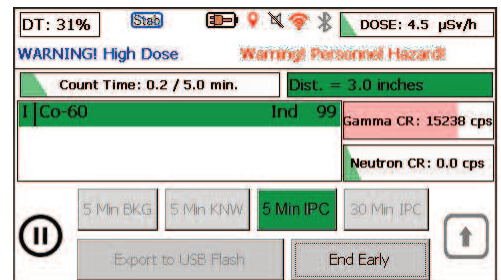 DT: 31% Stab DOSE: 4.5 µSv/h
WARNING! High Dose Warning! Personnel Hazard!
Count Time: 0.2 / 5.0 min. Dist. = 3.0 inches
I Co-60 Ind 99 Gamma CR: 15238 cps
Neutron CR: 0.0 cps
5 Min BKG 5 Min KNW 5 Min IPC 30 Min IPC
Export to USB Flash End Early